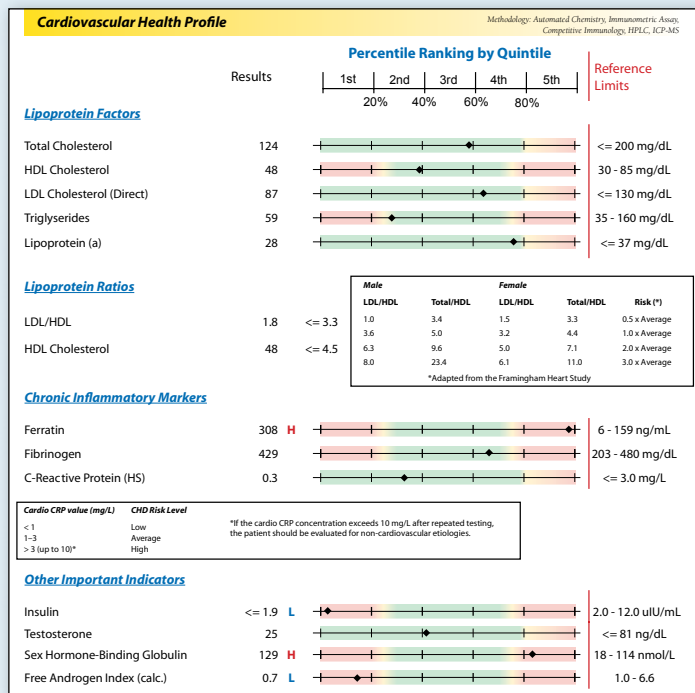 Cardiovascular Health Profile
Methodology: Automated Chemistry, Immunometric Assay,
Competitive Immunology, HPLC, ICP-MS
Percentile Ranking by Quintile
Results 1st 2nd 3rd 4th 5th Reference
Limits
20% 40% 60% 80%
Lipoprotein Factors
Total Cholesterol 124 <= 200 mg/dL
HDL Cholesterol 48 30 - 85 mg/dL
LDL Cholesterol (Direct) 87 <= 130 mg/dL
Triglyserides 59 35 - 160 mg/dL
Lipoprotein (a) 28 <= 37 mg/dL
Lipoprotein Ratios
LDL/HDL 1.8 <= 3.3
HDL Cholesterol 48 <= 4.5
Male Female
LDL/HDL Total/HDL LDL/HDL Total/HDL Risk (*)
1.0 3.4 1.5 3.3 0.5 x Average
3.6 5.0 3.2 4.4 1.0 x Average
6.3 9.6 5.0 7.1 2.0 x Average
8.0 23.4 6.1 11.0 3.0 x Average
*Adapted from the Framingham Heart Study
Chronic Inflammatory Markers
Ferratin 308 H 6 - 159 ng/mL
Fibrinogen 429 203 - 480 mg/dL
C-Reactive Protein (HS) 0.3 <= 3.0 mg/L
Cardio CRP value (mg/L) CHD Risk Level
< 1 Low
1–3 Average
> 3 (up to 10)* High
*If the cardio CRP concentration exceeds 10 mg/L after repeated testing,
the patient should be evaluated for non-cardiovascular etiologies.
Other Important Indicators
Insulin <= 1.9 L 2.0 - 12.0 ulU/mL
Testosterone 25 <= 81 ng/dL
Sex Hormone-Binding Globulin 129 H 18 - 114 nmol/L
Free Androgen Index (calc.) 0.7 L 1.0 - 6.6